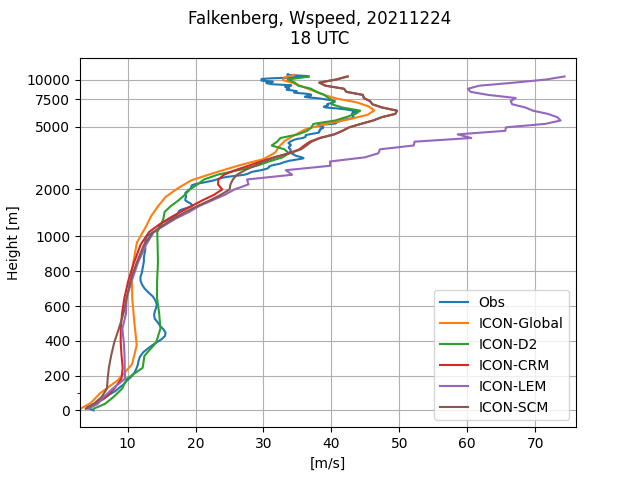 Falkenberg, Wspeed, 20211224
18 UTC
10000
7500
5000
2000
1000
800
600
400
200
0
Height [m]
10
20
30
40
50
60
70
[m/s]
Obs
ICON-Global
ICON-D2
ICON-CRM
ICON-LEM
ICON-SCM